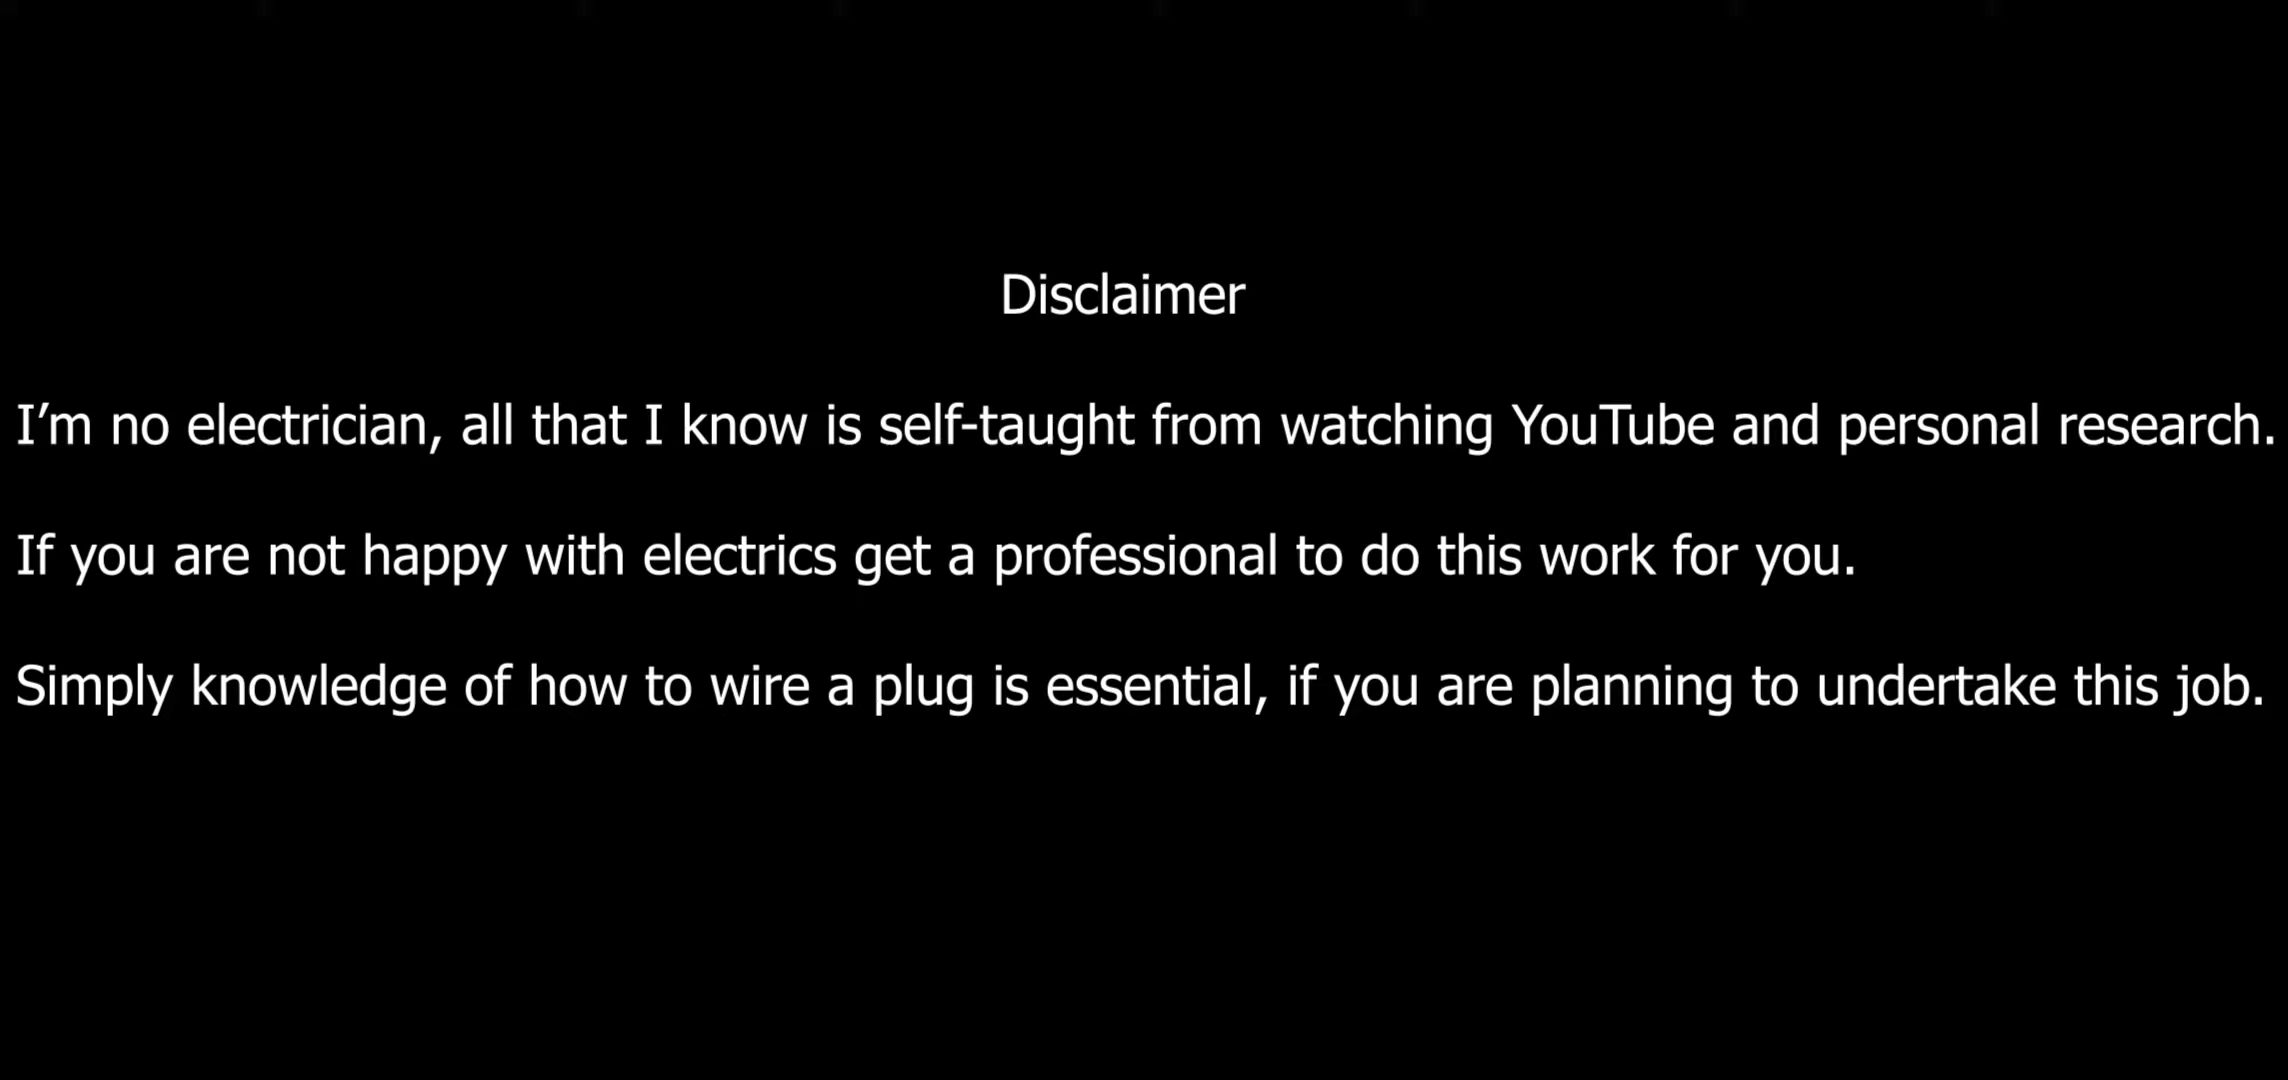 Disclaimer
I’m no electrician, all that I know is self-taught from watching YouTube and personal research.
If you are not happy with electrics get a professional to do this work for you.
Simply knowledge of how to wire a plug is essential, if you are planning to undertake this job.